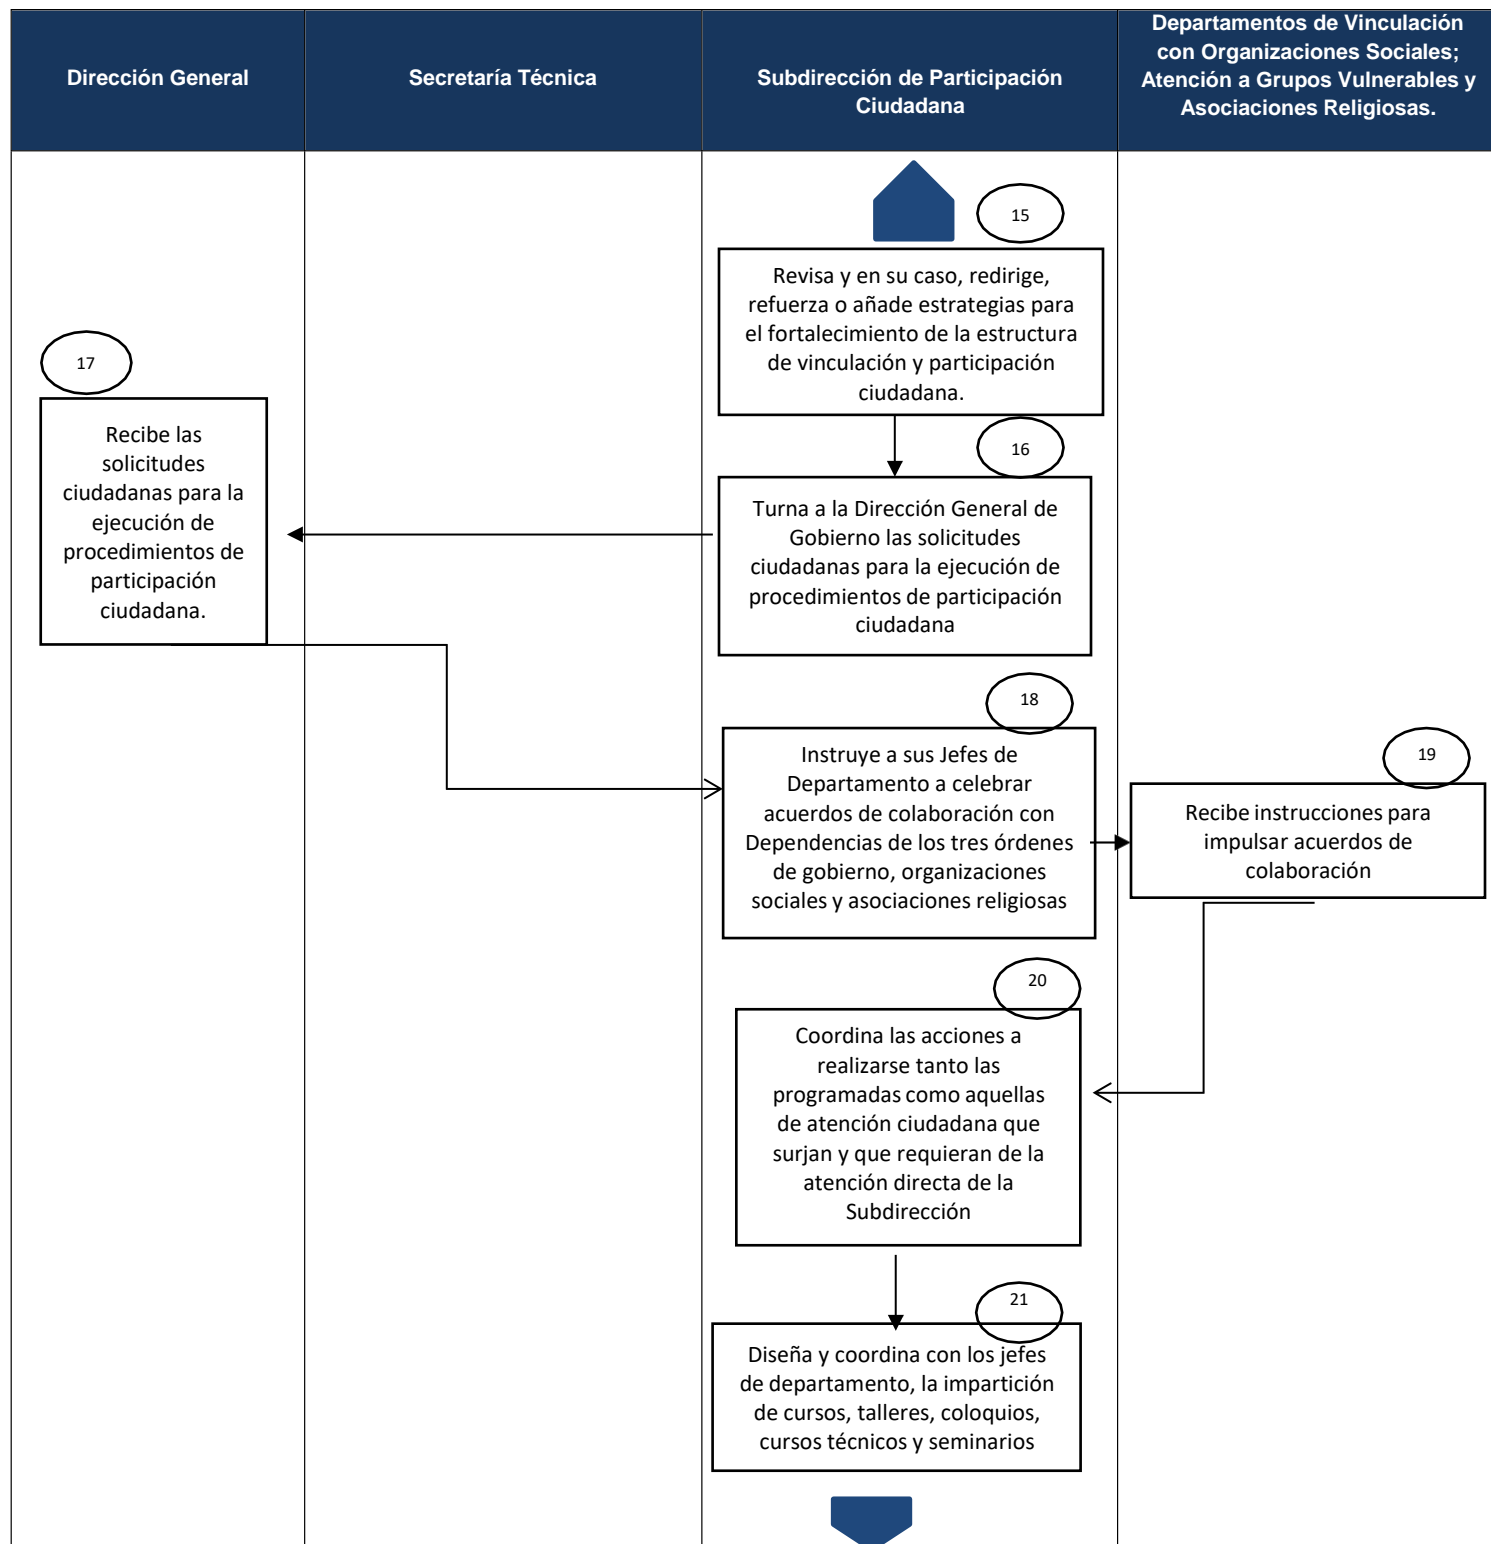 Dirección General
Secretaría Técnica
Subdirección de Participación
Ciudadana
Departamentos de Vinculación
con Organizaciones Sociales;
Atención a Grupos Vulnerables y
Asociaciones Religiosas.
15
Revisa y en su caso, redirige,
refuerza o añade estrategias para
el fortalecimiento de la estructura
de vinculación y participación
ciudadana.
16
Turna a la Dirección General de
Gobierno las solicitudes
ciudadanas para la ejecución de
procedimientos de participación
ciudadana
17
Recibe las
solicitudes
ciudadanas para la
ejecución de
procedimientos de
participación
ciudadana.
18
Instruye a sus Jefes de
Departamento a celebrar
acuerdos de colaboración con
Dependencias de los tres órdenes
de gobierno, organizaciones
sociales y asociaciones religiosas
19
Recibe instrucciones para
impulsar acuerdos de
colaboración
20
Coordina las acciones a
realizarse tanto las
programadas como aquellas
de atención ciudadana que
surjan y que requieran de la
atención directa de la
Subdirección
21
Diseña y coordina con los jefes
de departamento, la impartición
de cursos, talleres, coloquios,
cursos técnicos y seminarios